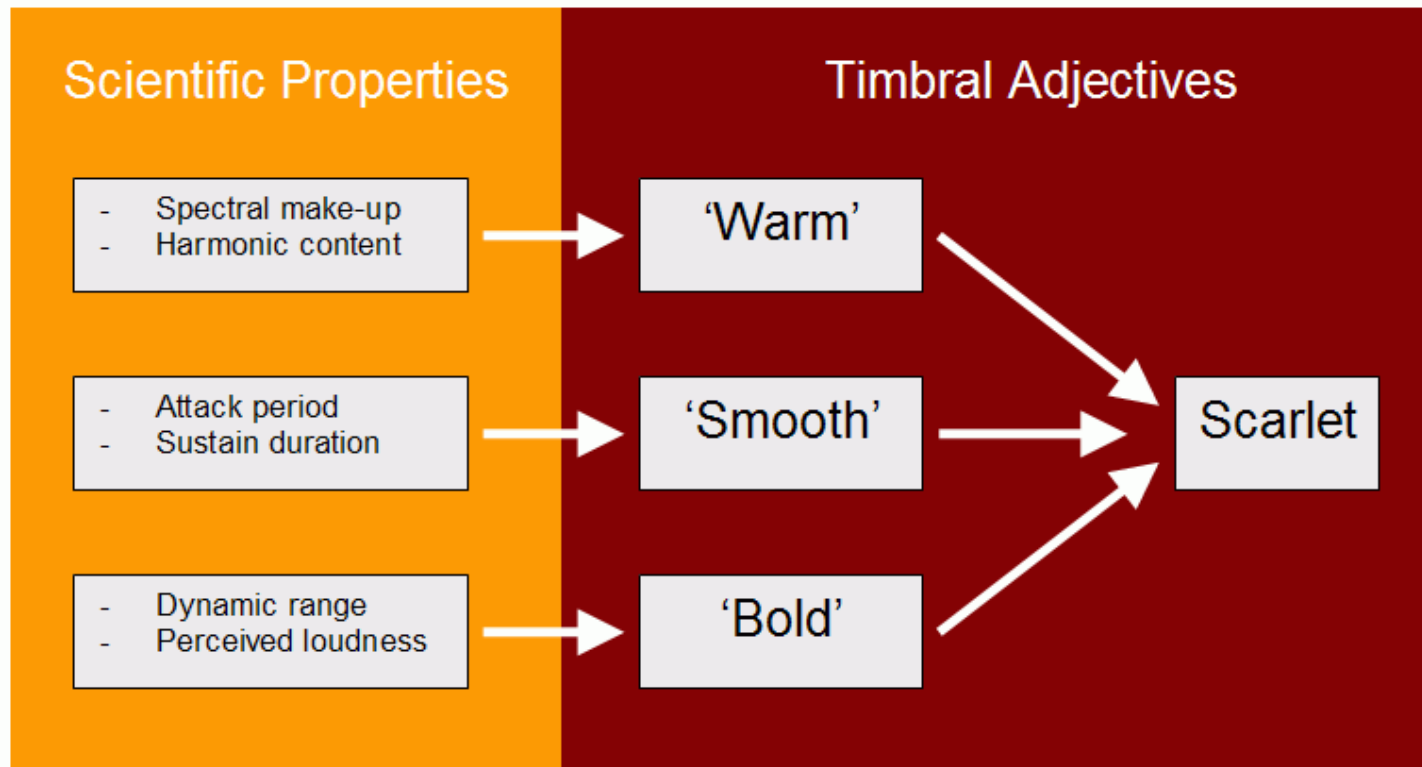 Scientific Properties
Timbral Adjectives
- Spectral make-up
- Harmonic content
‘Warm’
- Attack period
- Sustain duration
‘Smooth’
Scarlet
- Dynamic range
- Perceived loudness
‘Bold’